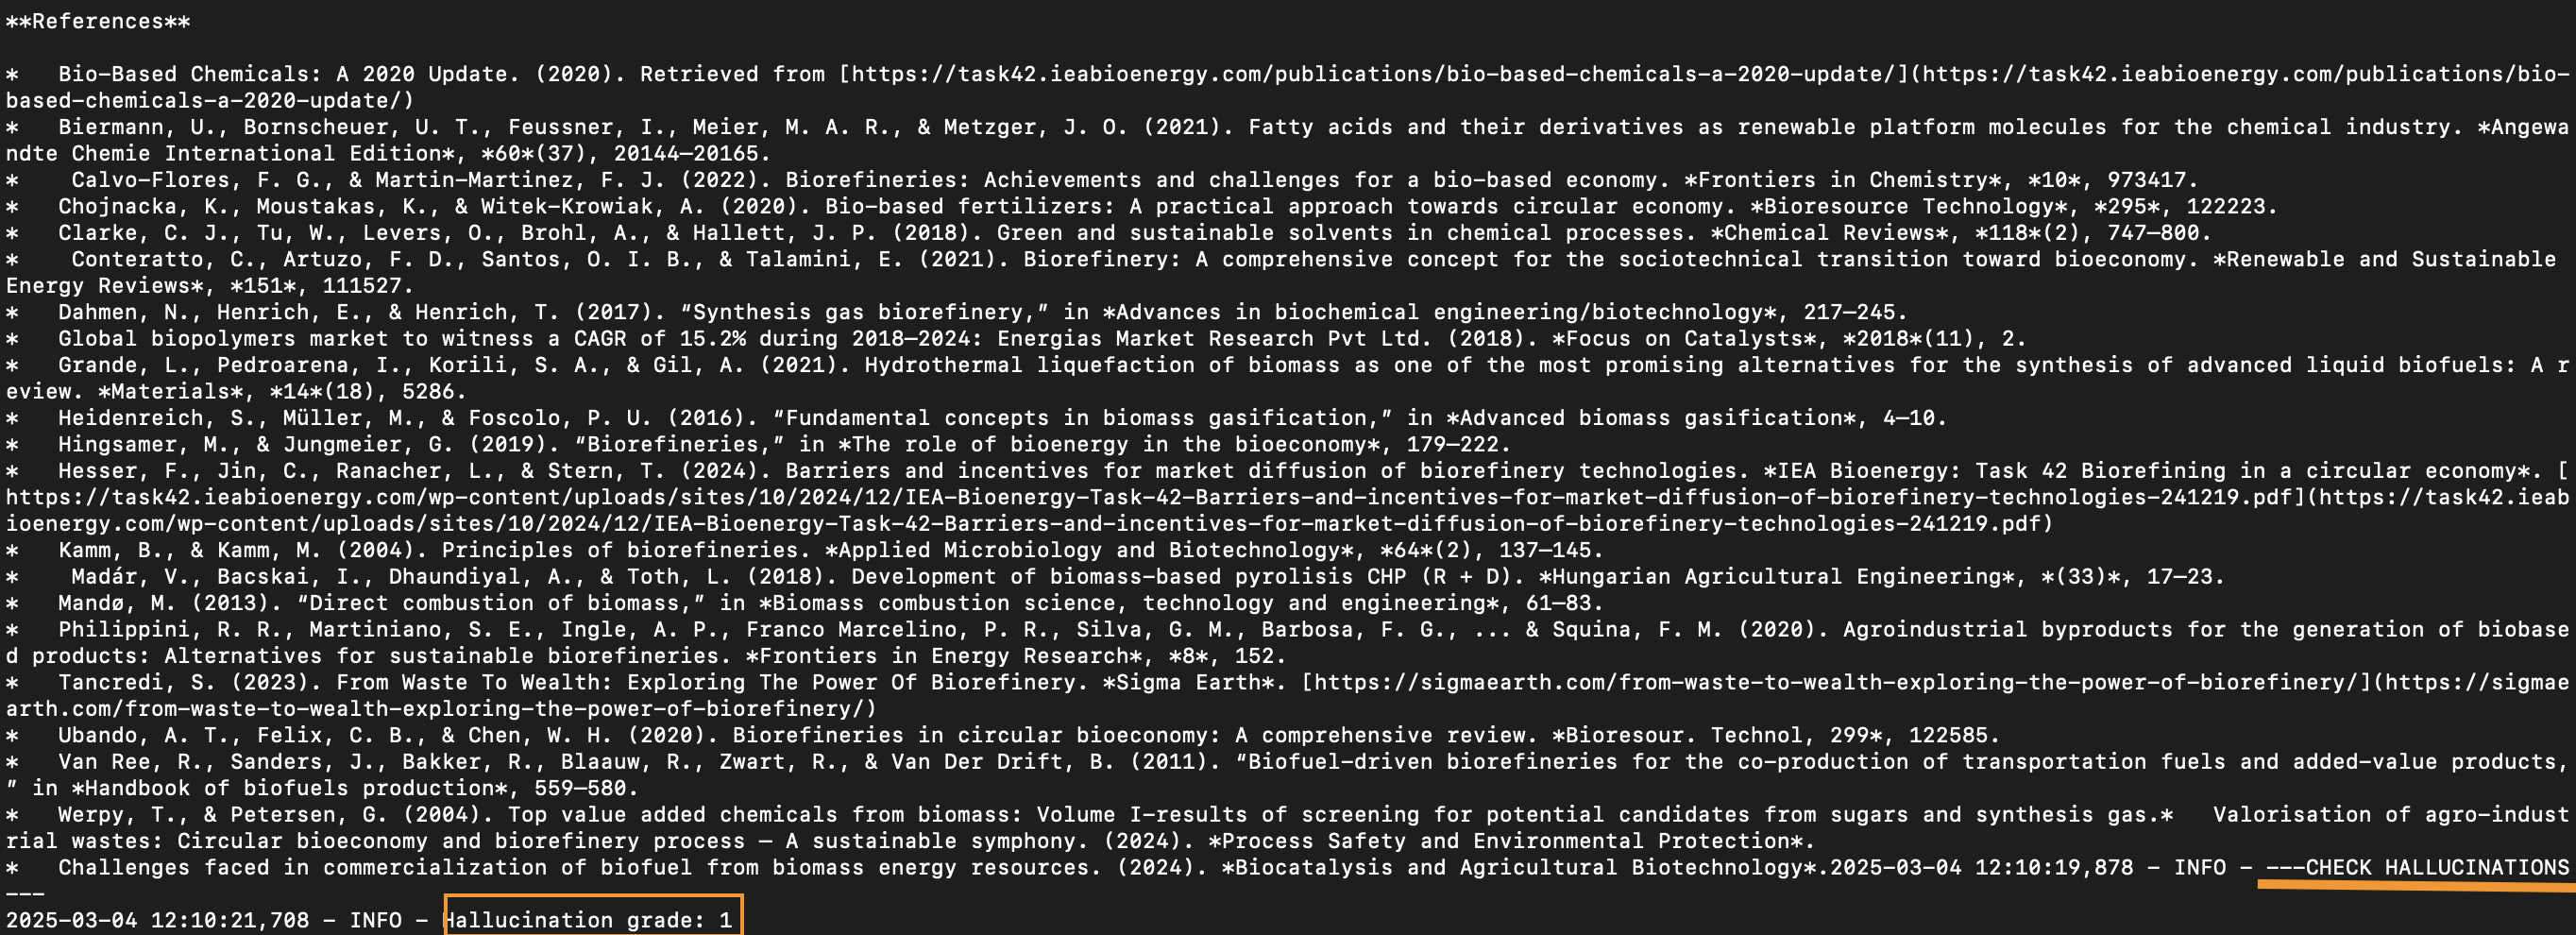 **References**
*   Bio-Based Chemicals: A 2020 Update. (2020). Retrieved from [https://task42.ieabioenergy.com/publications/bio-based-chemicals-a-2020-update/](https://task42.ieabioenergy.com/publications/bio-
based-chemicals-a-2020-update/)
*   Biermann, U., Bornscheuer, U. T., Feussner, I., Meier, M. A. R., & Metzger, J. O. (2021). Fatty acids and their derivatives as renewable platform molecules for the chemical industry. *Angewa
ndte Chemie International Edition*, *60*(37), 20144–20165.
*    Calvo-Flores, F. G., & Martin-Martinez, F. J. (2022). Biorefineries: Achievements and challenges for a bio-based economy. *Frontiers in Chemistry*, *10*, 973417.
*   Chojnacka, K., Moustakas, K., & Witek-Krowiak, A. (2020). Bio-based fertilizers: A practical approach towards circular economy. *Bioresource Technology*, *295*, 122223.
*   Clarke, C. J., Tu, W., Levers, O., Brohl, A., & Hallett, J. P. (2018). Green and sustainable solvents in chemical processes. *Chemical Reviews*, *118*(2), 747–800.
*    Conteratto, C., Artuzo, F. D., Santos, O. I. B., & Talamini, E. (2021). Biorefinery: A comprehensive concept for the sociotechnical transition toward bioeconomy. *Renewable and Sustainable
Energy Reviews*, *151*, 111527.
*   Dahmen, N., Henrich, E., & Henrich, T. (2017). “Synthesis gas biorefinery,” in *Advances in biochemical engineering/biotechnology*, 217–245.
*   Global biopolymers market to witness a CAGR of 15.2% during 2018–2024: Energias Market Research Pvt Ltd. (2018). *Focus on Catalysts*, *2018*(11), 2.
*   Grande, L., Pedroarena, I., Korili, S. A., & Gil, A. (2021). Hydrothermal liquefaction of biomass as one of the most promising alternatives for the synthesis of advanced liquid biofuels: A r
eview. *Materials*, *14*(18), 5286.
*   Heidenreich, S., Müller, M., & Foscolo, P. U. (2016). “Fundamental concepts in biomass gasification,” in *Advanced biomass gasification*, 4–10.
*   Hingsamer, M., & Jungmeier, G. (2019). “Biorefineries,” in *The role of bioenergy in the bioeconomy*, 179–222.
*   Hesser, F., Jin, C., Ranacher, L., & Stern, T. (2024). Barriers and incentives for market diffusion of biorefinery technologies. *IEA Bioenergy: Task 42 Biorefining in a circular economy*. [
https://task42.ieabioenergy.com/wp-content/uploads/sites/10/2024/12/IEA-Bioenergy-Task-42-Barriers-and-incentives-for-market-diffusion-of-biorefinery-technologies-241219.pdf](https://task42.ieab
ioenergy.com/wp-content/uploads/sites/10/2024/12/IEA-Bioenergy-Task-42-Barriers-and-incentives-for-market-diffusion-of-biorefinery-technologies-241219.pdf)
*   Kamm, B., & Kamm, M. (2004). Principles of biorefineries. *Applied Microbiology and Biotechnology*, *64*(2), 137–145.
*    Madár, V., Bacskai, I., Dhaundiyal, A., & Toth, L. (2018). Development of biomass-based pyrolisis CHP (R + D). *Hungarian Agricultural Engineering*, *(33)*, 17–23.
*   Mandø, M. (2013). “Direct combustion of biomass,” in *Biomass combustion science, technology and engineering*, 61–83.
*   Philippini, R. R., Martiniano, S. E., Ingle, A. P., Franco Marcelino, P. R., Silva, G. M., Barbosa, F. G., ... & Squina, F. M. (2020). Agroindustrial byproducts for the generation of biobase
d products: Alternatives for sustainable biorefineries. *Frontiers in Energy Research*, *8*, 152.
*   Tancredi, S. (2023). From Waste To Wealth: Exploring The Power Of Biorefinery. *Sigma Earth*. [https://sigmaearth.com/from-waste-to-wealth-exploring-the-power-of-biorefinery/](https://sigmae
arth.com/from-waste-to-wealth-exploring-the-power-of-biorefinery/)
*   Ubando, A. T., Felix, C. B., & Chen, W. H. (2020). Biorefineries in circular bioeconomy: A comprehensive review. *Bioresour. Technol, 299*, 122585.
*   Van Ree, R., Sanders, J., Bakker, R., Blaauw, R., Zwart, R., & Van Der Drift, B. (2011). “Biofuel-driven biorefineries for the co-production of transportation fuels and added-value products,
” in *Handbook of biofuels production*, 559–580.
*   Werpy, T., & Petersen, G. (2004). Top value added chemicals from biomass: Volume I-results of screening for potential candidates from sugars and synthesis gas.*   Valorisation of agro-indust
rial wastes: Circular bioeconomy and biorefinery process – A sustainable symphony. (2024). *Process Safety and Environmental Protection*.
*   Challenges faced in commercialization of biofuel from biomass energy resources. (2024). *Biocatalysis and Agricultural Biotechnology*.2025-03-04 12:10:19,878 - INFO - ---CHECK HALLUCINATIONS
---
2025-03-04 12:10:21,708 - INFO - Hallucination grade: 1